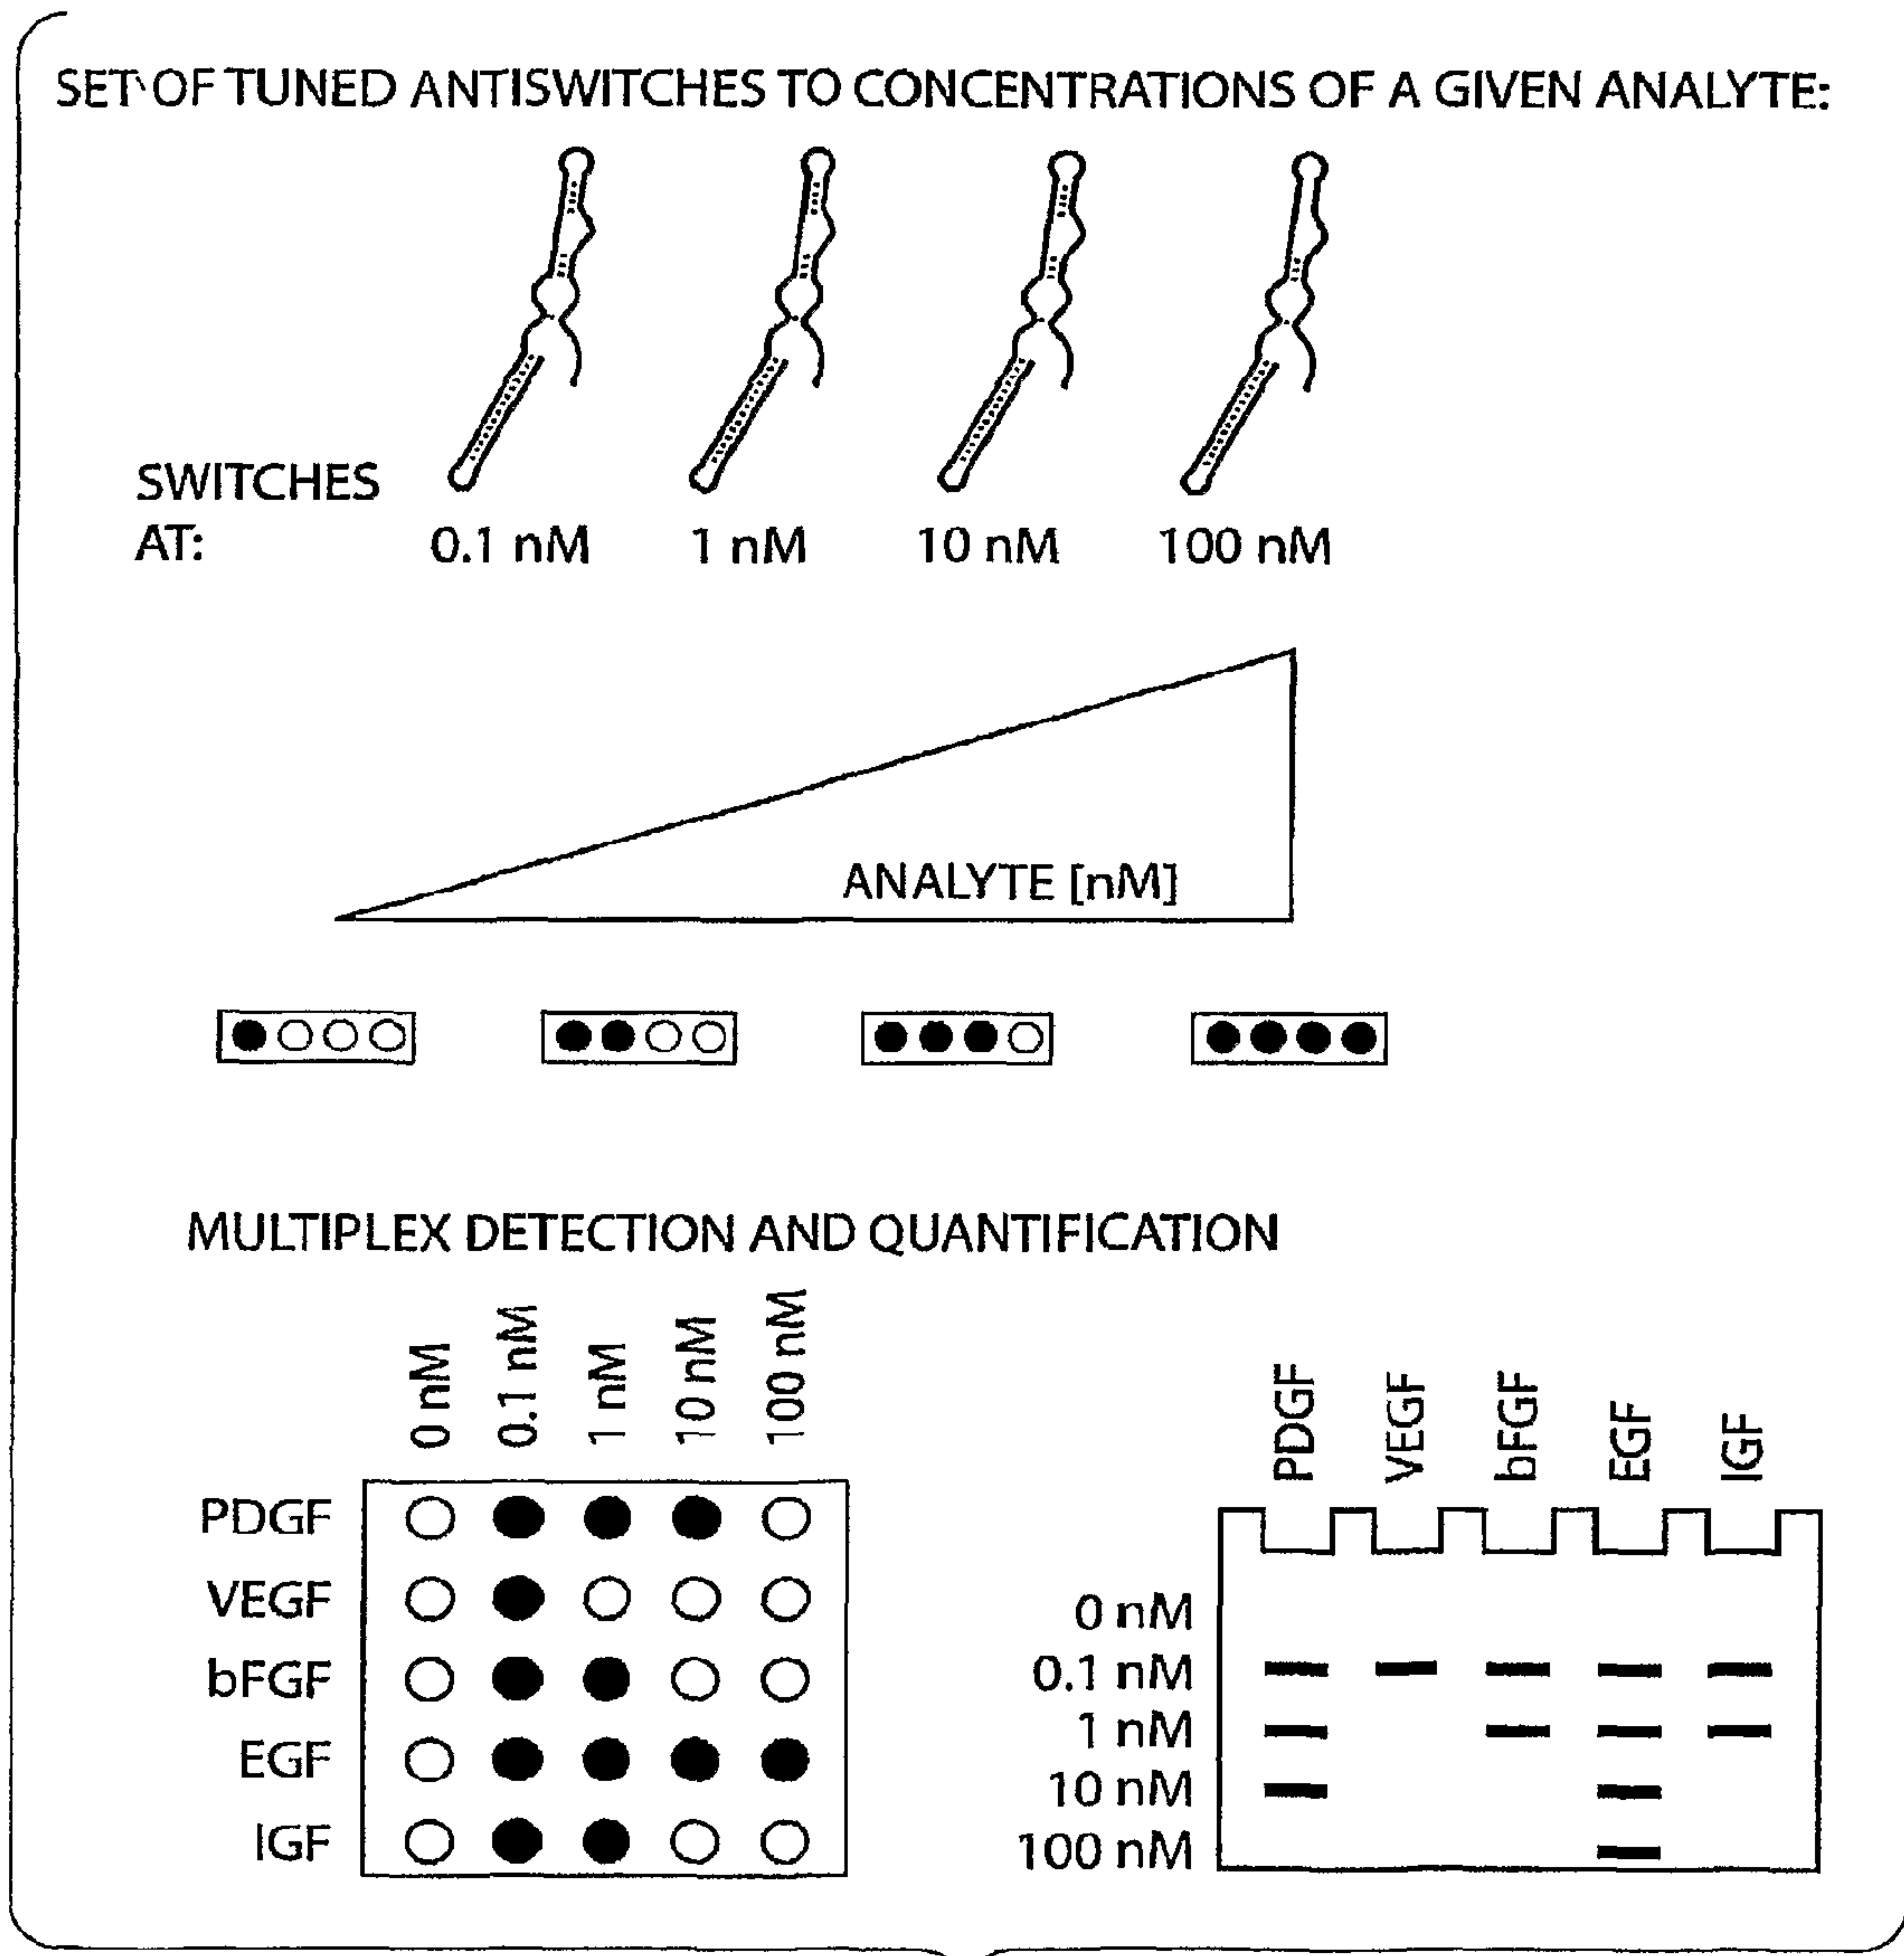 SET OF TUNED ANTISWITCHES TO CONCENTRATIONS OF A GIVEN ANALYTE:
SWITCHES
AT:
0.1 nM 1 nM 10 nM 100 nM
ANALYTE [nM]
MULTIPLEX DETECTION AND QUANTIFICATION
0 nM
0.1 nM
1 nM
10 nM
100 nM
PDGF
VEGF
bFGF
EGF
IGF
PDGF
VEGF
bFGF
EGF
IGF
0 nM
0.1 nM
1 nM
10 nM
100 nM